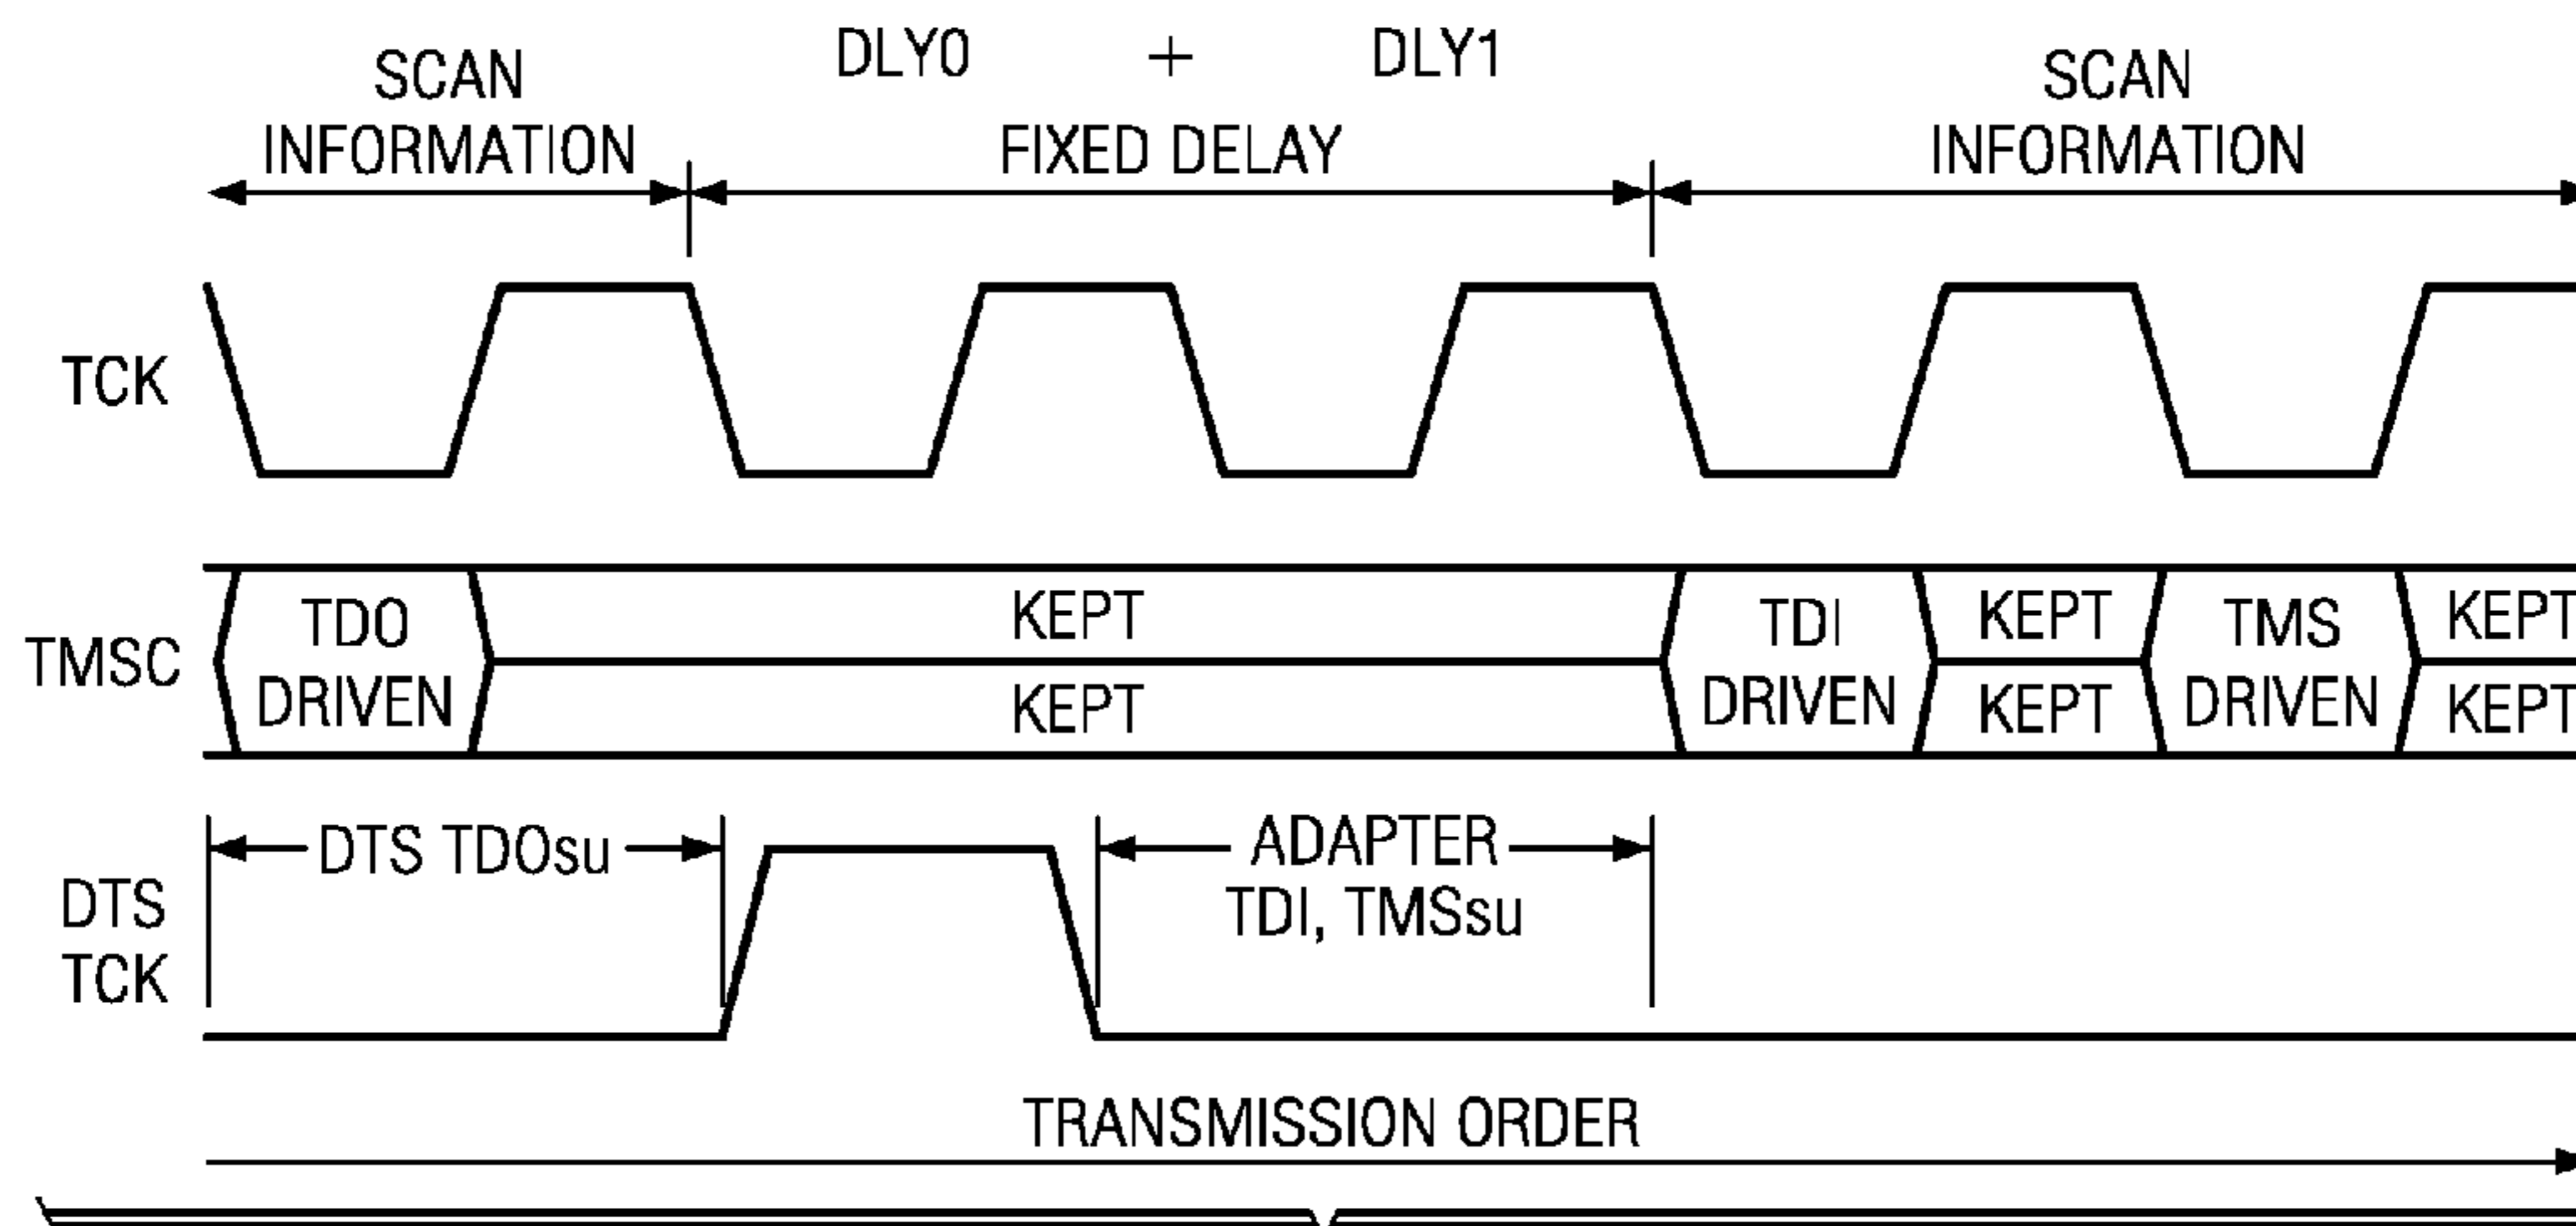 SCAN
INFORMATION
DLY0 + DLY1
FIXED DELAY
SCAN
INFORMATION
TCK
TMSC
TDO
DRIVEN
KEPT
KEPT
TDI
DRIVEN
KEPT
KEPT
TMS
DRIVEN
KEPT
KEPT
DTS
TCK
DTS TDOsu
ADAPTER
TDI, TMSsu
TRANSMISSION ORDER